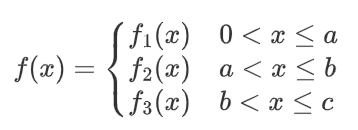 f(x) = { f₁(x) 0 < x ≤ a
f₂(x) a < x ≤ b
f₃(x) b < x ≤ c